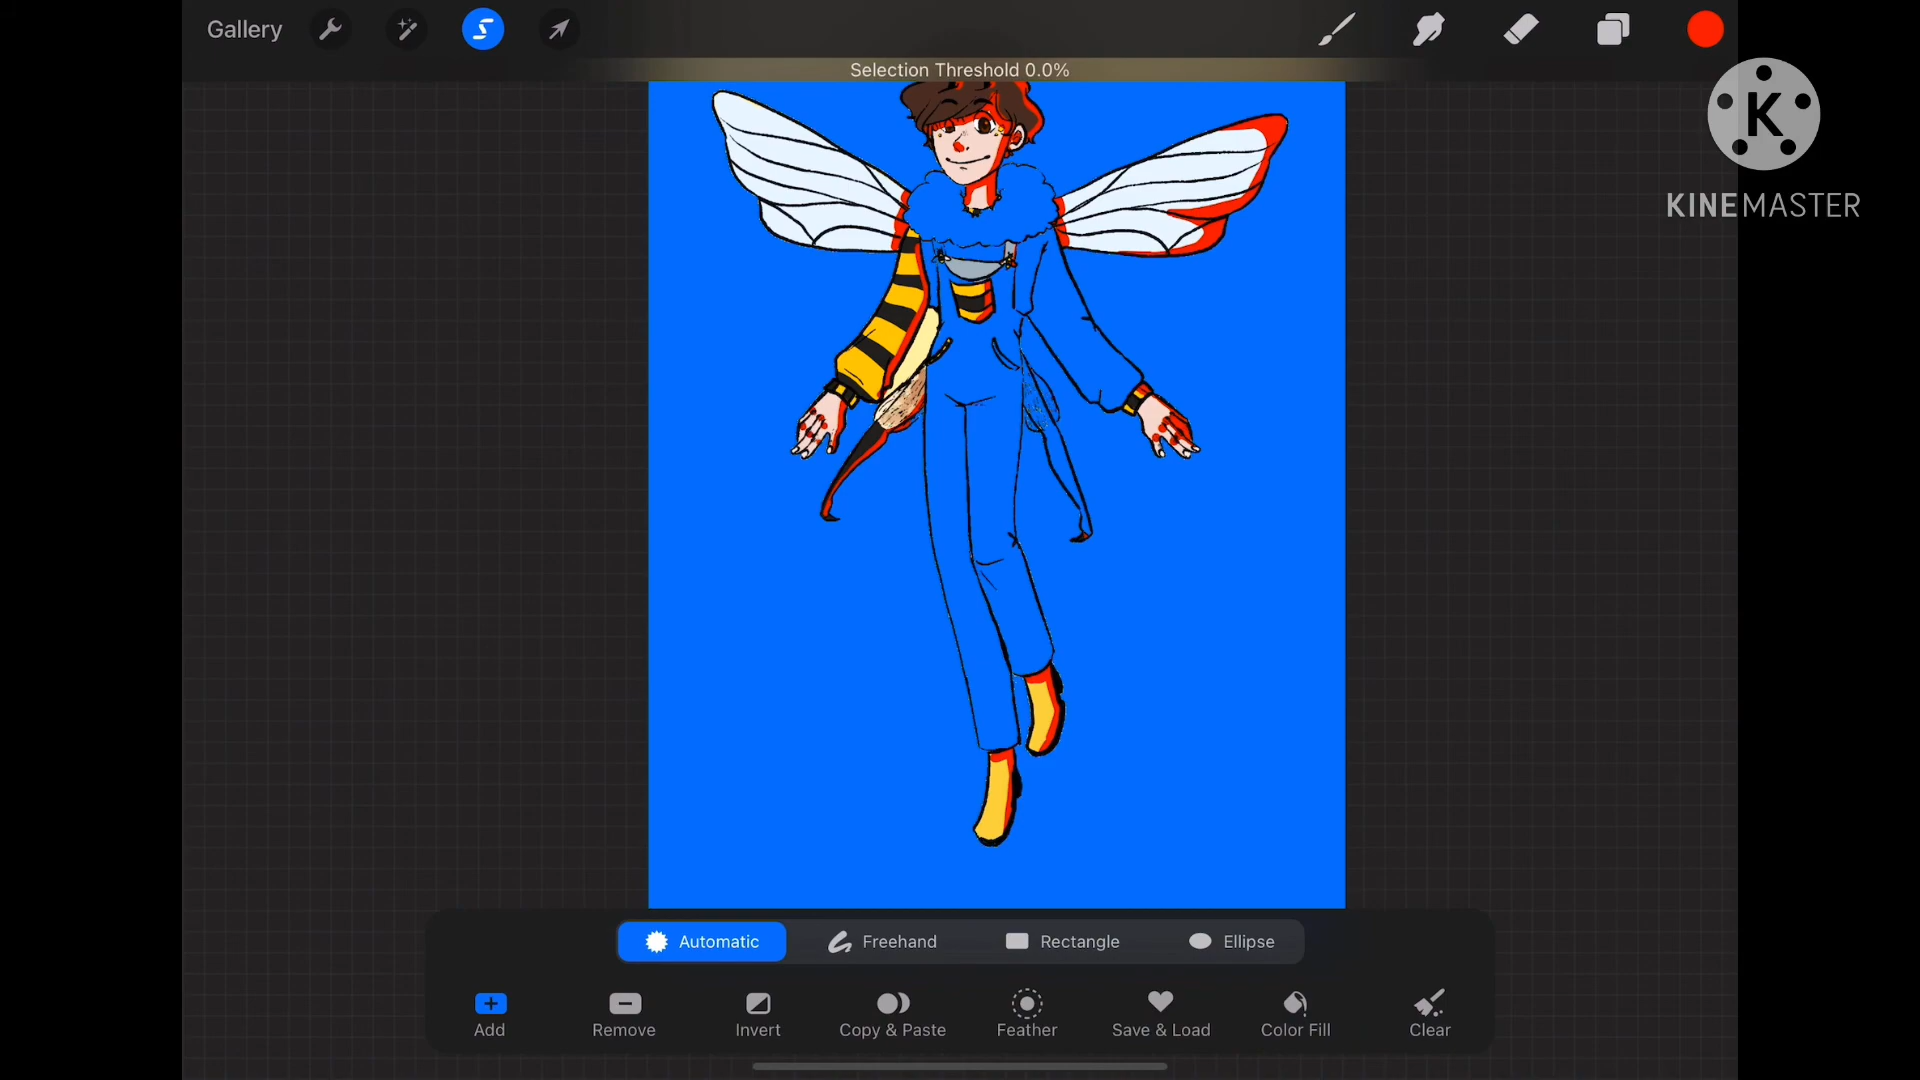 Gallery
Selection Threshold 0.0%
K
KINEMASTER
Automatic
Freehand
Rectangle
Ellipse
Add
Remove
Invert
Copy & Paste
Feather
Save & Load
Color Fill
Clear